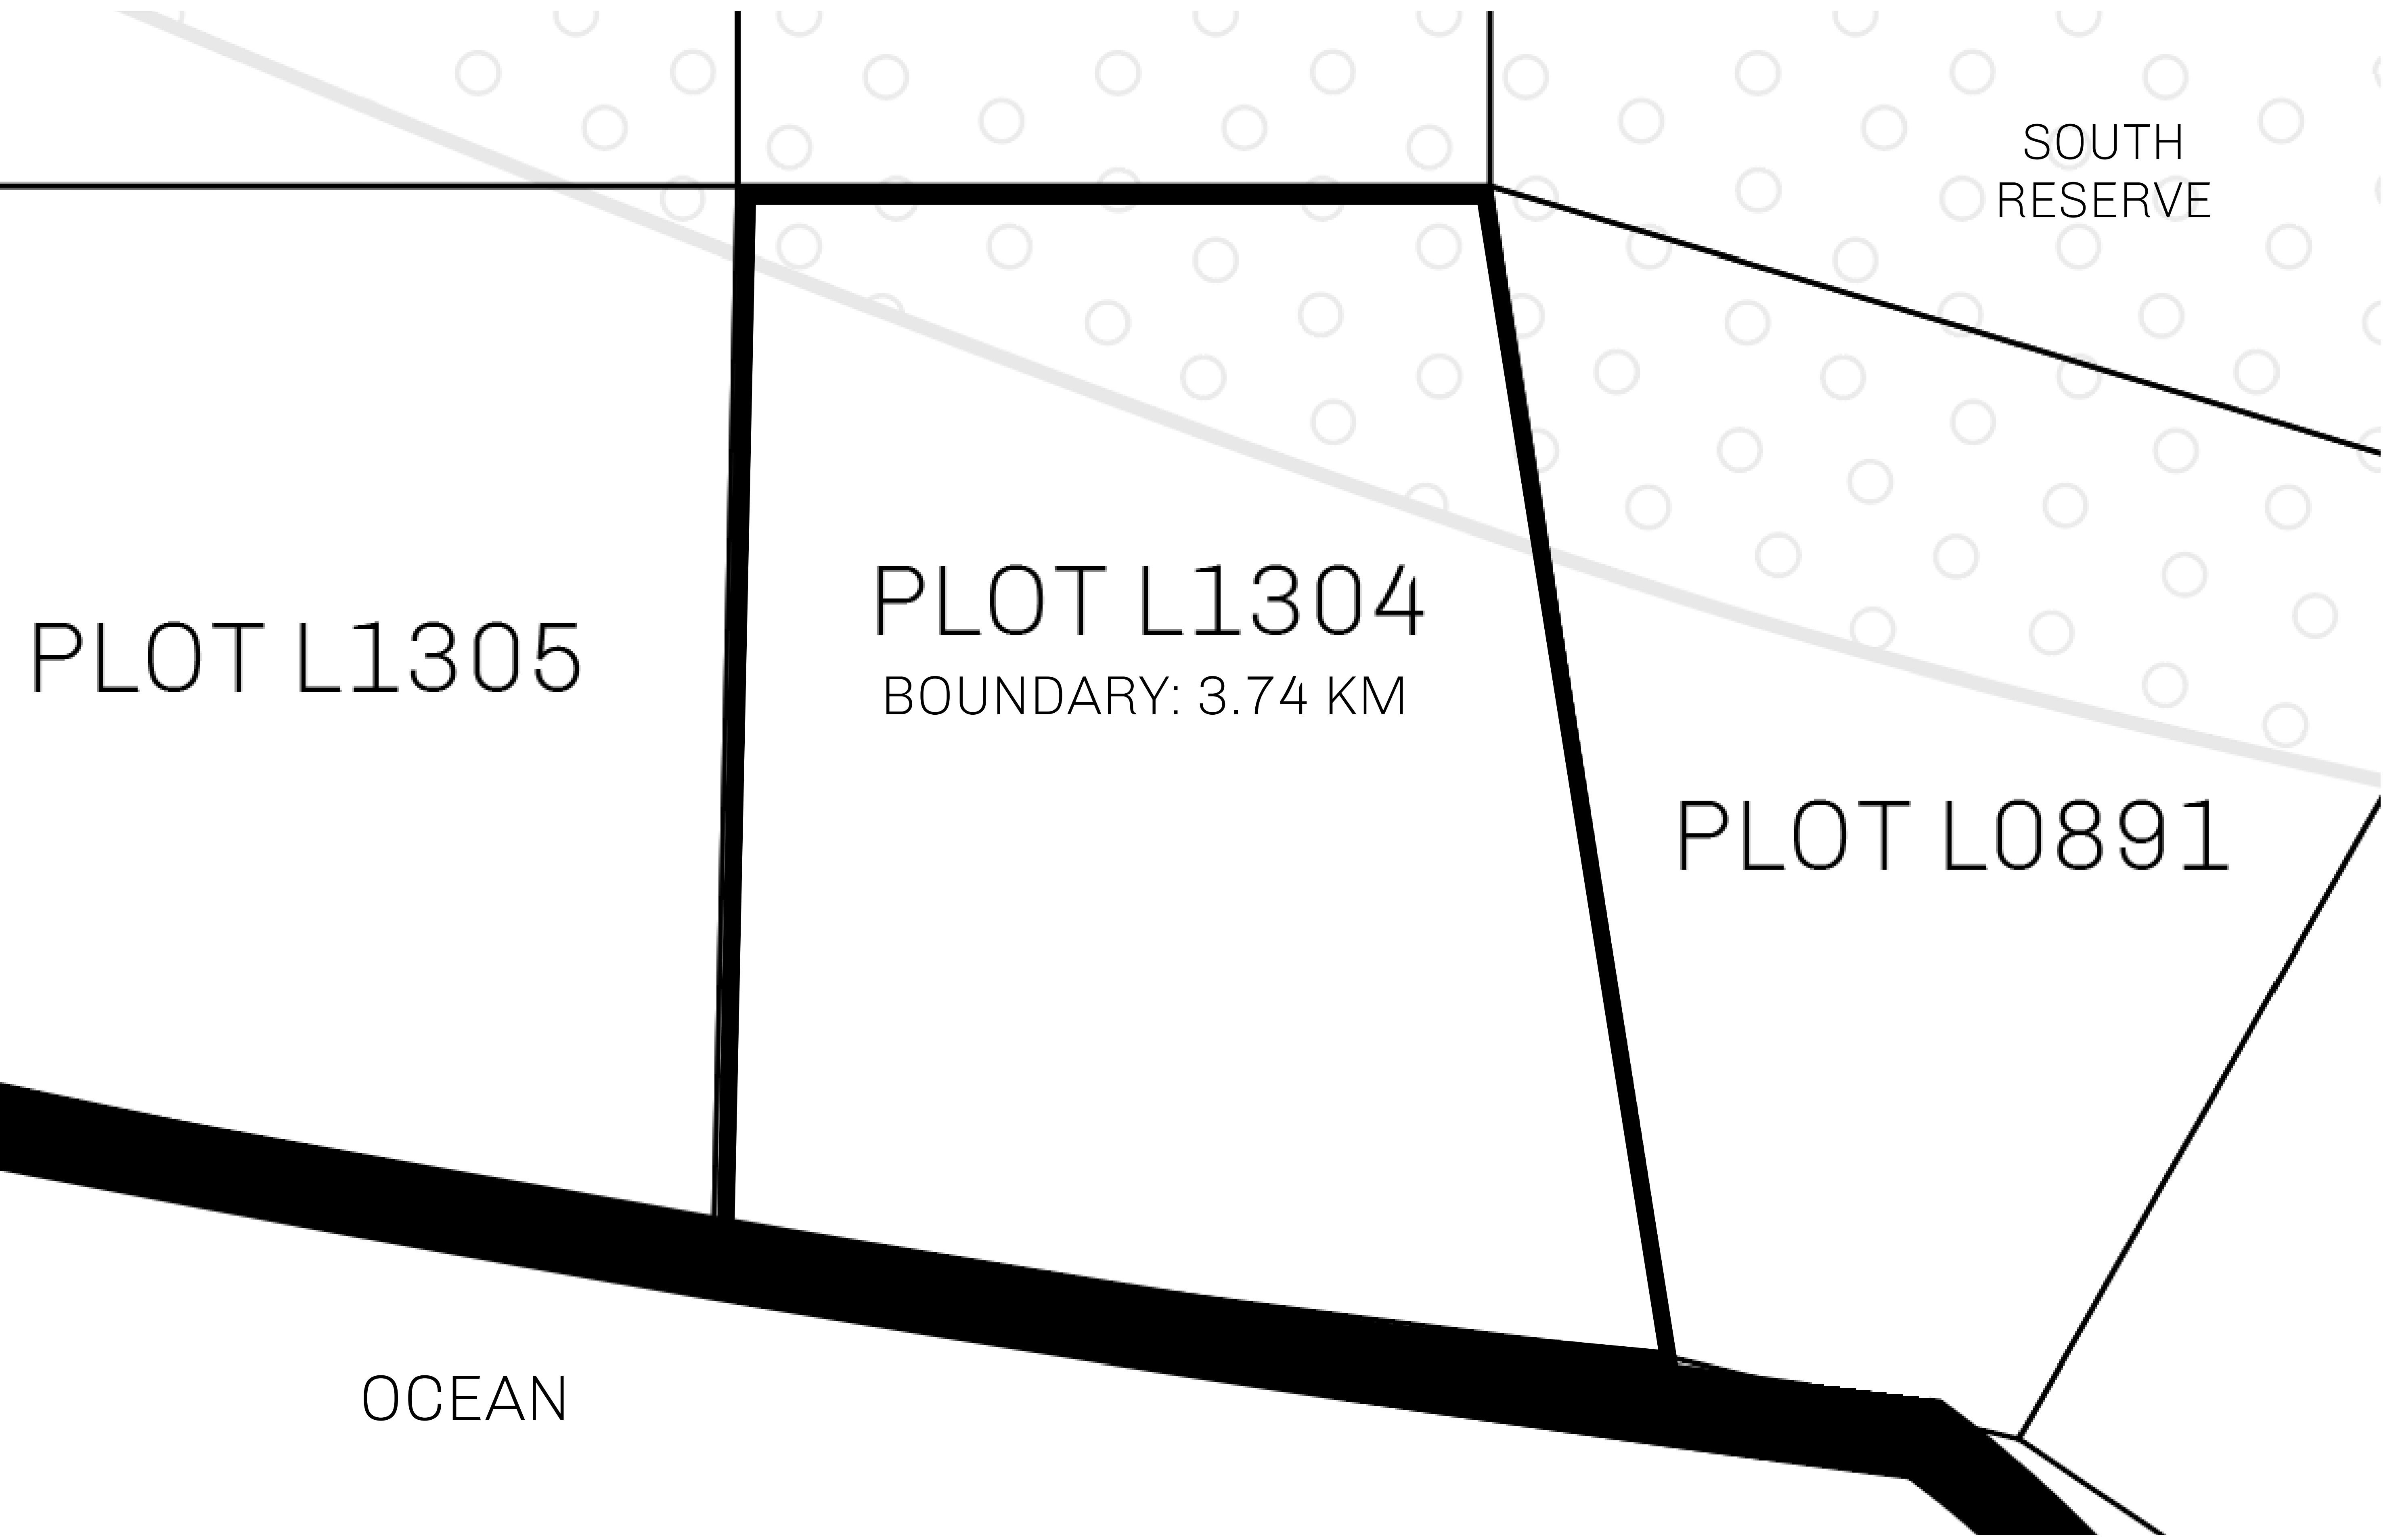 SOUTH
RESERVE
PLOT L1304
BOUNDARY: 3.74 KM
PLOT L1305
PLOT L0891
OCEAN